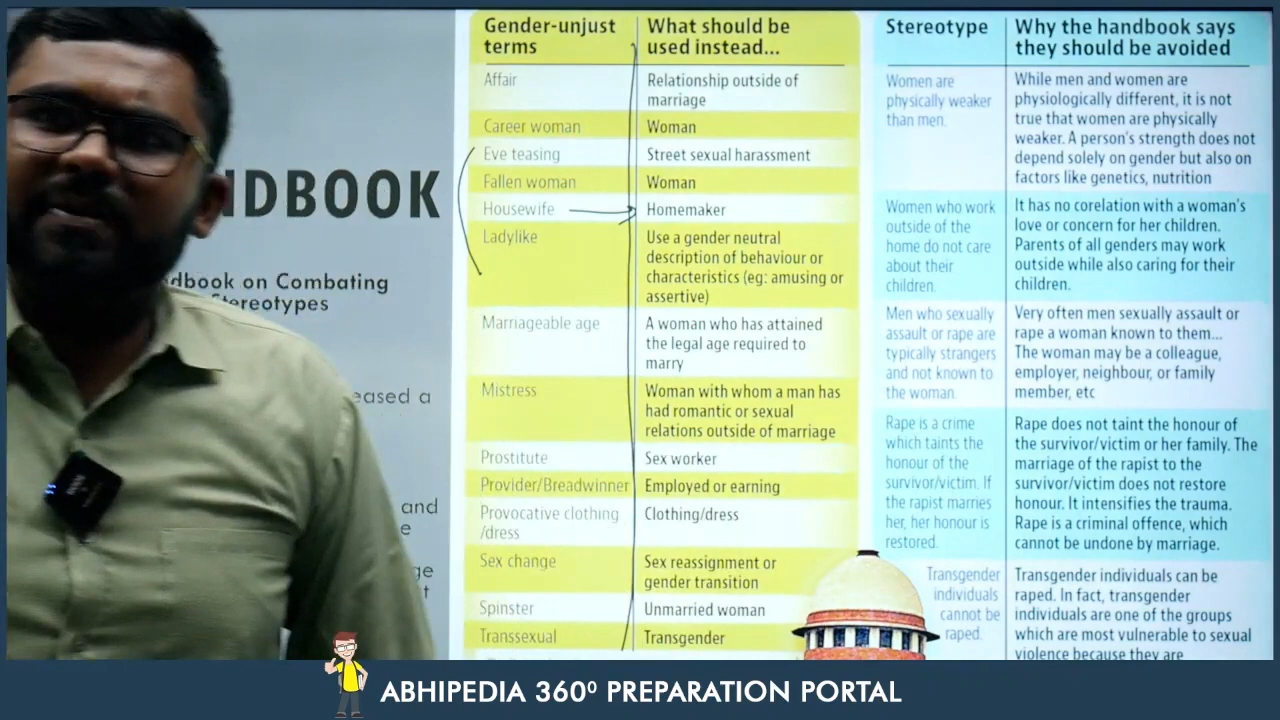 NDBOOK
dbook on Combating
Stereotypes
eased a
and
e
ge
t
Gender-unjust
terms
What should be
used instead...
Affair
Relationship outside of
marriage
Career woman
Woman
Eve teasing
Street sexual harassment
Fallen woman
Woman
Housewife
Homemaker
Ladylike
Use a gender neutral
description of behaviour or
characteristics (eg: amusing or
assertive)
Marriageable age
A woman who has attained
the legal age required to
marry
Mistress
Woman with whom a man has
had romantic or sexual
relations outside of marriage
Prostitute
Sex worker
Provider/Breadwinner
Employed or earning
Provocative clothing
/dress
Clothing/dress
Sex change
Sex reassignment or
gender transition
Spinster
Unmarried woman
Transsexual
Transgender
Stereotype
Why the handbook says
they should be avoided
Women are
physically weaker
than men.
While men and women are
physiologically different, it is not
true that women are physically
weaker. A person's strength does not
depend solely on gender but also on
factors like genetics, nutrition
Women who work
outside of the
home do not care
about their
children.
It has no corelation with a woman's
love or concern for her children.
Parents of all genders may work
outside while also caring for their
children.
Men who sexually
assault or rape are
typically strangers
and not known to
the woman.
Very often men sexually assault or
rape a woman known to them...
The woman may be a colleague,
employer, neighbour, or family
member, etc
Rape is a crime
which taints the
honour of the
survivor/victim. If
the rapist marries
her, her honour is
restored.
Rape does not taint the honour of
the survivor/victim or her family. The
marriage of the rapist to the
survivor/victim does not restore
honour. It intensifies the trauma.
Rape is a criminal offence, which
cannot be undone by marriage.
Transgender
individuals
cannot be
raped.
Transgender individuals can be
raped. In fact, transgender
individuals are one of the groups
which are most vulnerable to sexual
violence because they are
ABHIPEDIA 360⁰ PREPARATION PORTAL